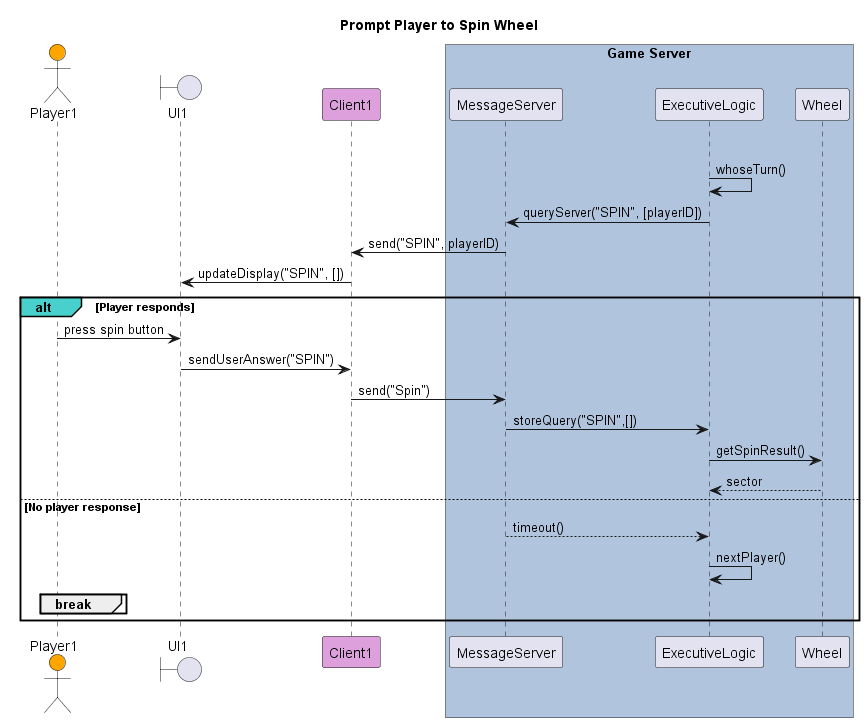 Prompt Player to Spin Wheel
Game Server
Player1
UI1
Client1
MessageServer
ExecutiveLogic
Wheel
whoseTurn()
queryServer("SPIN", [playerID])
send("SPIN", playerID)
updateDisplay("SPIN", [])
alt [Player responds]
press spin button
sendUserAnswer("SPIN")
send("Spin")
storeQuery("SPIN",[])
getSpinResult()
sector
[No player response]
timeout()
nextPlayer()
break
Player1
UI1
Client1
MessageServer
ExecutiveLogic
Wheel